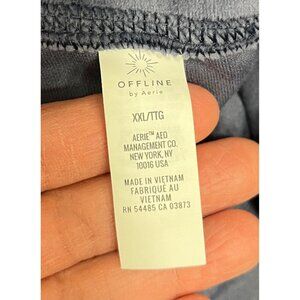 OFFLINE
by Aerie
XXL/TTG
AERIE™ AEO
MANAGEMENT CO.
NEW YORK, NY
10016 USA
MADE IN VIETNAM
FABRIQUÉ AU
VIETNAM
RN 54485 CA 03873